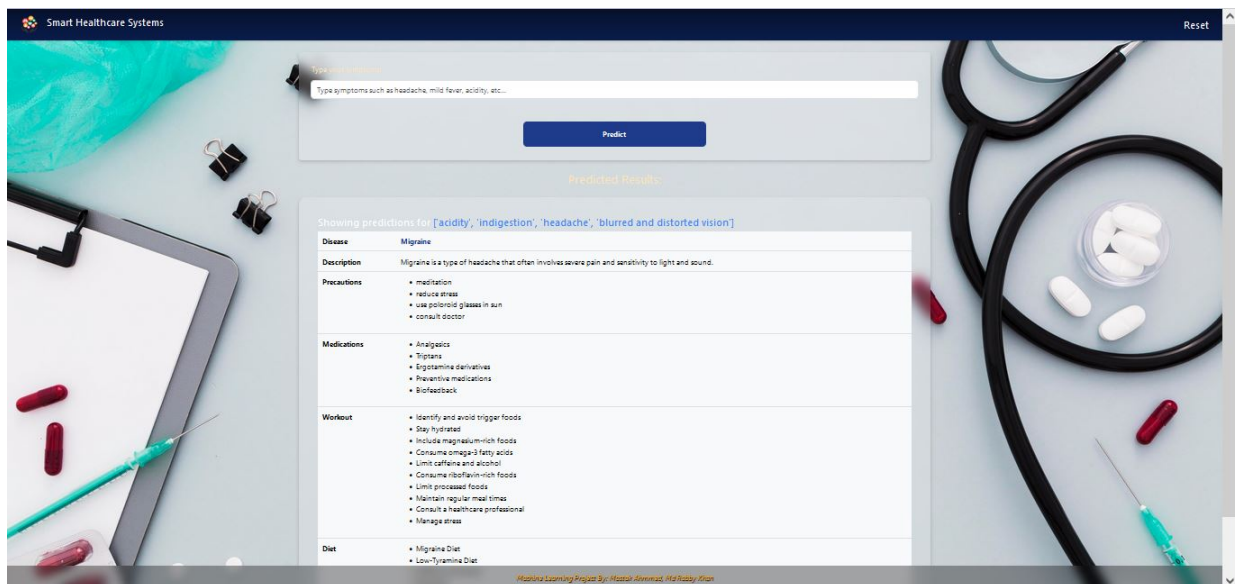 Smart Healthcare Systems
Reset
Type
Type symptoms such as headache, mild fever, acidity, etc...
Predict
Predicted Results:
Showing predictions for ['acidity', 'indigestion', 'headache', 'blurred and distorted vision']
Disease Migraine
Description Migraine is a type of headache that often involves severe pain and sensitivity to light and sound.
Precautions • meditation
• reduce stress
• use poloroid glasses in sun
• consult doctor
Medications • Analgesics
• Triptans
• Ergotamine derivatives
• Preventive medications
• Biofeedback
Workout • Identify and avoid trigger foods
• Stay hydrated
• Include magnesium-rich foods
• Consume omega-3 fatty acids
• Limit caffeine and alcohol
• Consume riboflavin-rich foods
• Limit processed foods
• Maintain regular meal times
• Consult a healthcare professional
• Manage stress
Diet • Migraine Diet
• Low-Tyramine Diet
Machine Learning Project By: Khan